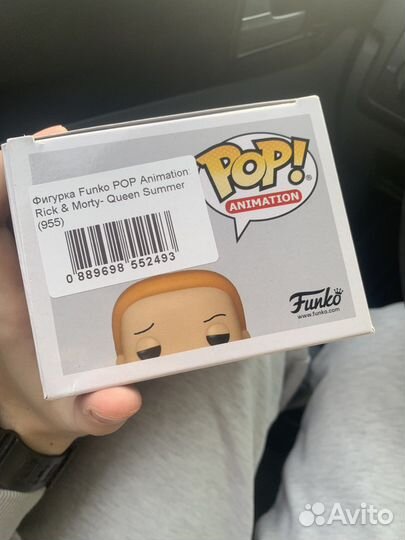 Фигурка Funko POP Animation
Rick & Morty- Queen Summer
(955)
0 889698 552493
POP!
ANIMATION
Funko
www.funko.com
Avito